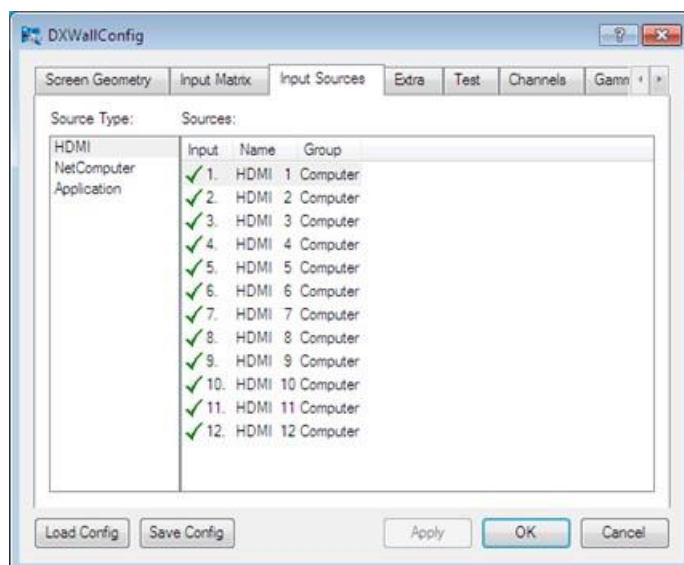 DXWallConfig
Screen Geometry Input Matrix Input Sources Extra Test Channels Gamm
Source Type: Sources:
HDMI
NetComputer
Application
Input Name Group
1. HDMI 1 Computer
2. HDMI 2 Computer
3. HDMI 3 Computer
4. HDMI 4 Computer
5. HDMI 5 Computer
6. HDMI 6 Computer
7. HDMI 7 Computer
8. HDMI 8 Computer
9. HDMI 9 Computer
10. HDMI 10 Computer
11. HDMI 11 Computer
12. HDMI 12 Computer
Load Config Save Config Apply OK Cancel